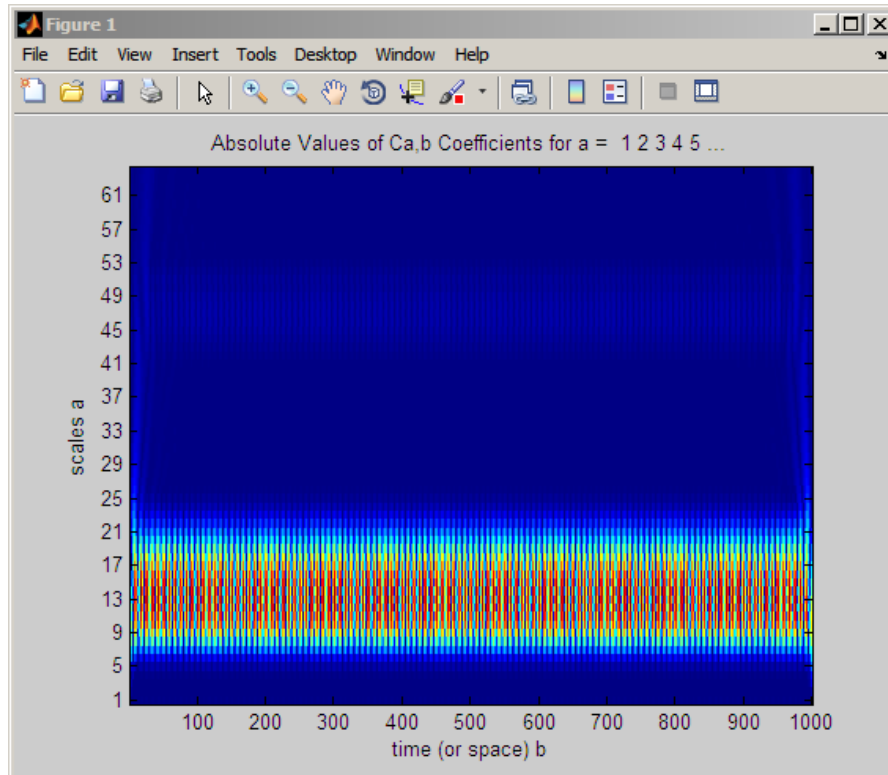 Figure 1
File Edit View Insert Tools Desktop Window Help
Absolute Values of Ca,b Coefficients for a = 1 2 3 4 5 ...
61
57
53
49
45
41
37
33
29
25
21
17
13
9
5
1
scales a
100 200 300 400 500 600 700 800 900 1000
time (or space) b